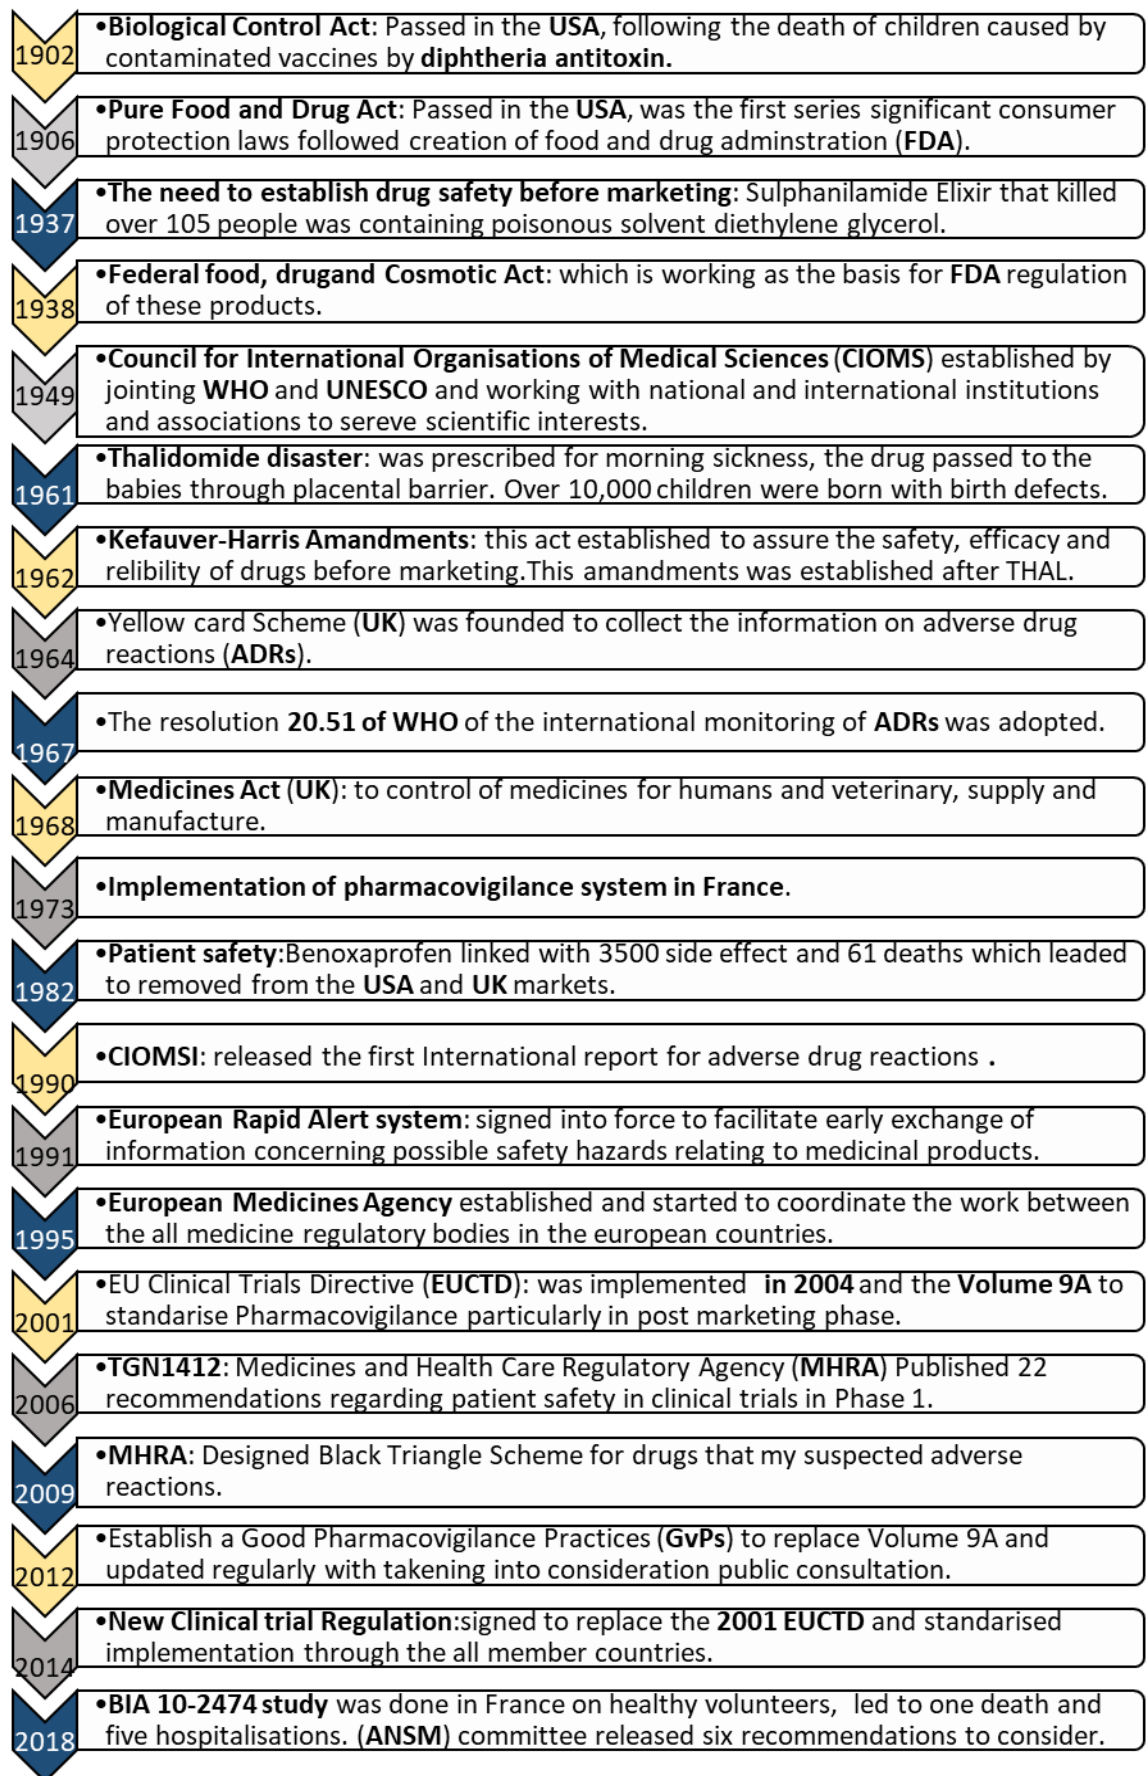 1902
•Biological Control Act: Passed in the USA, following the death of children caused by
contaminated vaccines by diphtheria antitoxin.
1906
•Pure Food and Drug Act: Passed in the USA, was the first series significant consumer
protection laws followed creation of food and drug adminstration (FDA).
1937
•The need to establish drug safety before marketing: Sulphanilamide Elixir that killed
over 105 people was containing poisonous solvent diethylene glycerol.
1938
•Federal food, drugand Cosmotic Act: which is working as the basis for FDA regulation
of these products.
1949
•Council for International Organisations of Medical Sciences (CIOMS) established by
jointing WHO and UNESCO and working with national and international institutions
and associations to sereve scientific interests.
1961
•Thalidomide disaster: was prescribed for morning sickness, the drug passed to the
babies through placental barrier. Over 10,000 children were born with birth defects.
1962
•Kefauver-Harris Amandments: this act established to assure the safety, efficacy and
relibility of drugs before marketing.This amandments was established after THAL.
1964
•Yellow card Scheme (UK) was founded to collect the information on adverse drug
reactions (ADRs).
1967
•The resolution 20.51 of WHO of the international monitoring of ADRs was adopted.
1968
•Medicines Act (UK): to control of medicines for humans and veterinary, supply and
manufacture.
1973
•Implementation of pharmacovigilance system in France.
1982
•Patient safety:Benoxaprofen linked with 3500 side effect and 61 deaths which leaded
to removed from the USA and UK markets.
1990
•CIOMSI: released the first International report for adverse drug reactions .
1991
•European Rapid Alert system: signed into force to facilitate early exchange of
information concerning possible safety hazards relating to medicinal products.
1995
•European Medicines Agency established and started to coordinate the work between
the all medicine regulatory bodies in the european countries.
2001
•EU Clinical Trials Directive (EUCTD): was implemented in 2004 and the Volume 9A to
standarise Pharmacovigilance particularly in post marketing phase.
2006
•TGN1412: Medicines and Health Care Regulatory Agency (MHRA) Published 22
recommendations regarding patient safety in clinical trials in Phase 1.
2009
•MHRA: Designed Black Triangle Scheme for drugs that my suspected adverse
reactions.
2012
•Establish a Good Pharmacovigilance Practices (GvPs) to replace Volume 9A and
updated regularly with takening into consideration public consultation.
2014
•New Clinical trial Regulation:signed to replace the 2001 EUCTD and standarised
implementation through the all member countries.
2018
•BIA 10-2474 study was done in France on healthy volunteers, led to one death and
five hospitalisations. (ANSM) committee released six recommendations to consider.